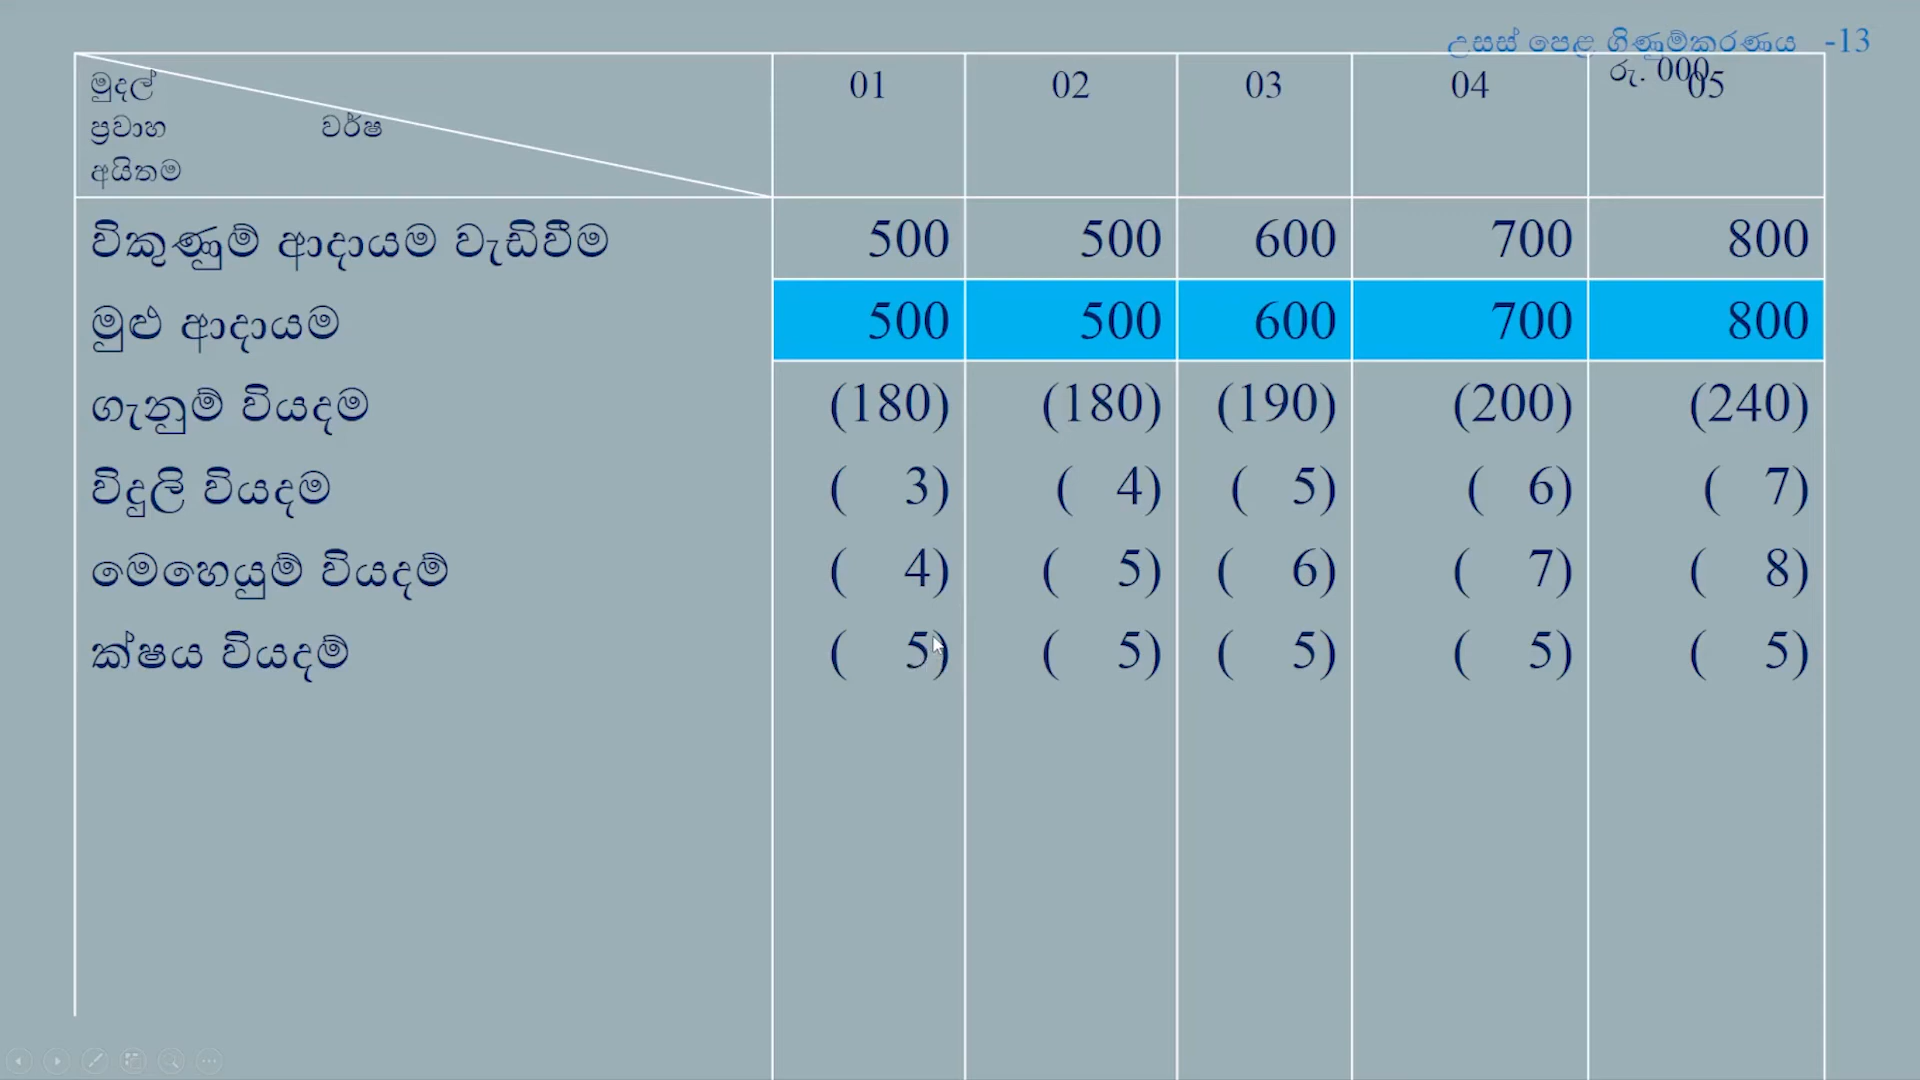 උසස් පෙළ ගිණුම්කරණය -13
රු. 000
මුදල් 01 02 03 04 05
ප්‍රවාහ වර්ෂ
අයිතම
විකුණුම් ආදායම වැඩිවීම 500 500 600 700 800
මුළු ආදායම 500 500 600 700 800
ගැනුම් වියදම (180) (180) (190) (200) (240)
විදුලි වියදම ( 3) ( 4) ( 5) ( 6) ( 7)
මෙහෙයුම් වියදම් ( 4) ( 5) ( 6) ( 7) ( 8)
ක්ෂය වියදම් ( 5) ( 5) ( 5) ( 5) ( 5)